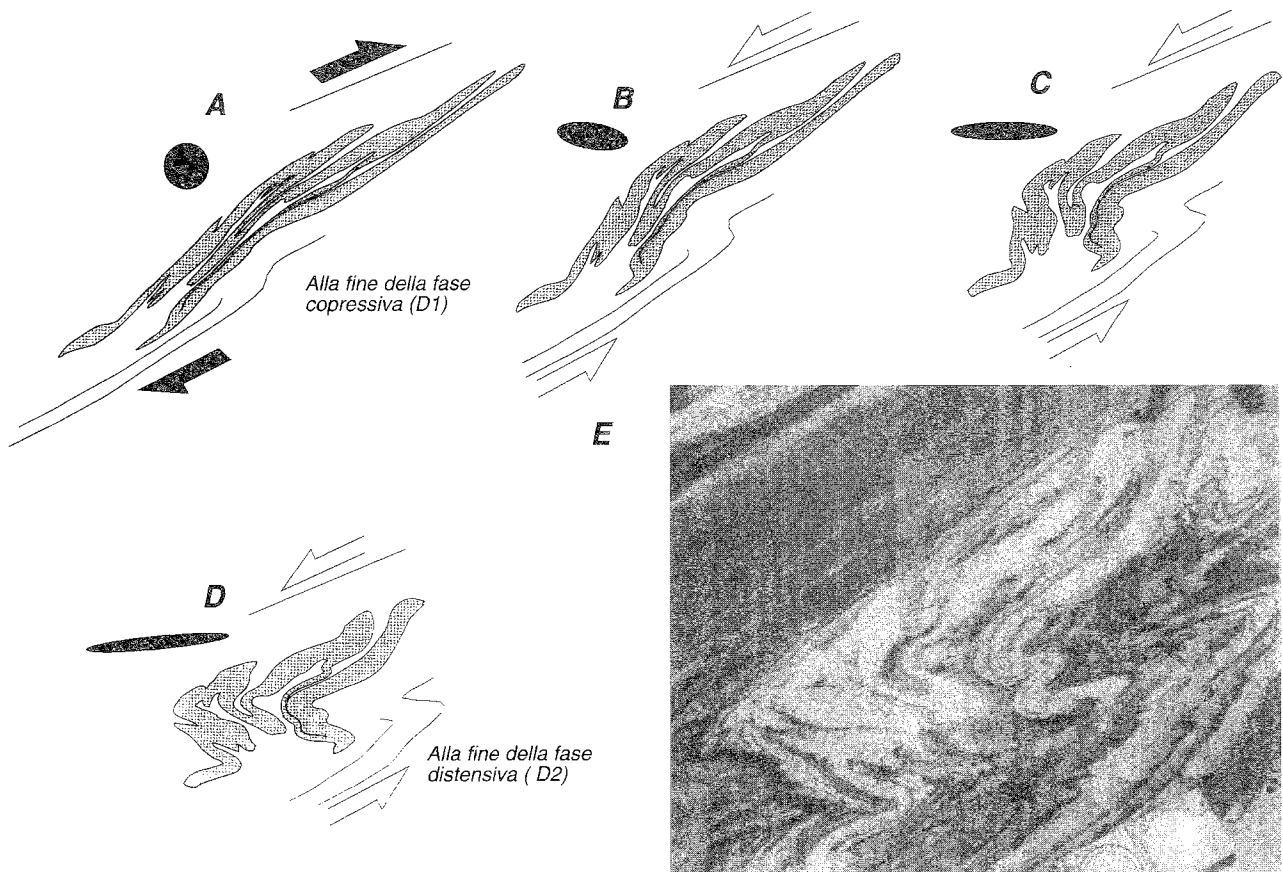 A
B
C
Alla fine della fase
copressiva (D1)
E
D
Alla fine della fase
distensiva ( D2)